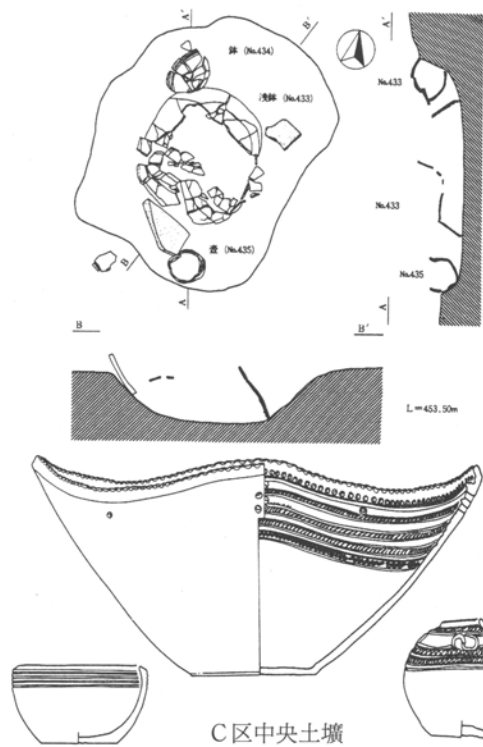 A′
B′
鉢 (No.434)
浅鉢 (No.433)
No.433
No.433
壺 (No.435)
No.435
B
A
A
B
B′
L=453.50m
C区中央土壙